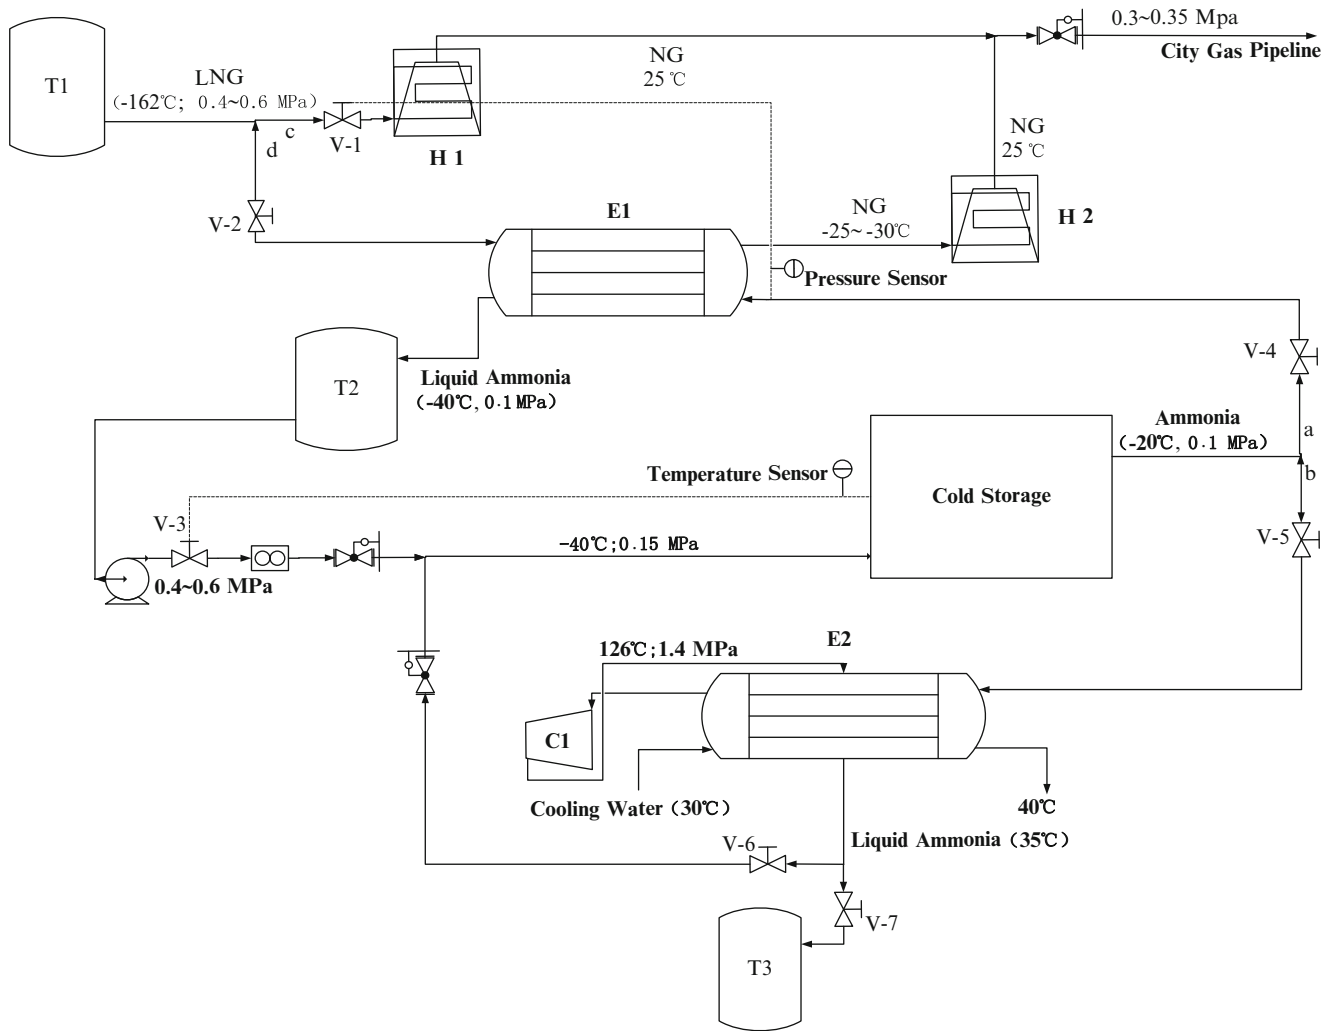 0.3~0.35 Mpa
City Gas Pipeline
T1
LNG
(-162℃; 0.4~0.6 MPa)
NG
25℃
c
d
V-1
H 1
NG
25℃
V-2
E1
NG
-25~ -30℃
H 2
Pressure Sensor
V-4
T2
Liquid Ammonia
(-40℃, 0.1MPa)
Ammonia
(-20℃, 0.1 MPa)
a
b
Temperature Sensor
Cold Storage
V-3
V-5
-40℃;0.15 MPa
0.4~0.6 MPa
126℃;1.4 MPa
E2
C1
Cooling Water (30℃)
40℃
Liquid Ammonia (35℃)
V-6
V-7
T3